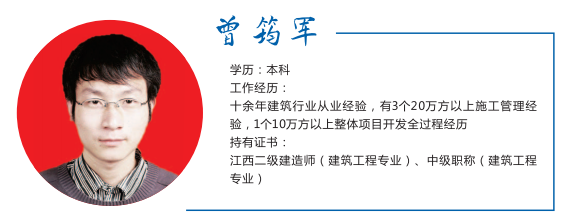 曾筠军
学历：本科
工作经历：
十余年建筑行业从业经验，有3个20万方以上施工管理经
验，1个10万方以上整体项目开发全过程经历
持有证书：
江西二级建造师（建筑工程专业）、中级职称（建筑工程
专业）